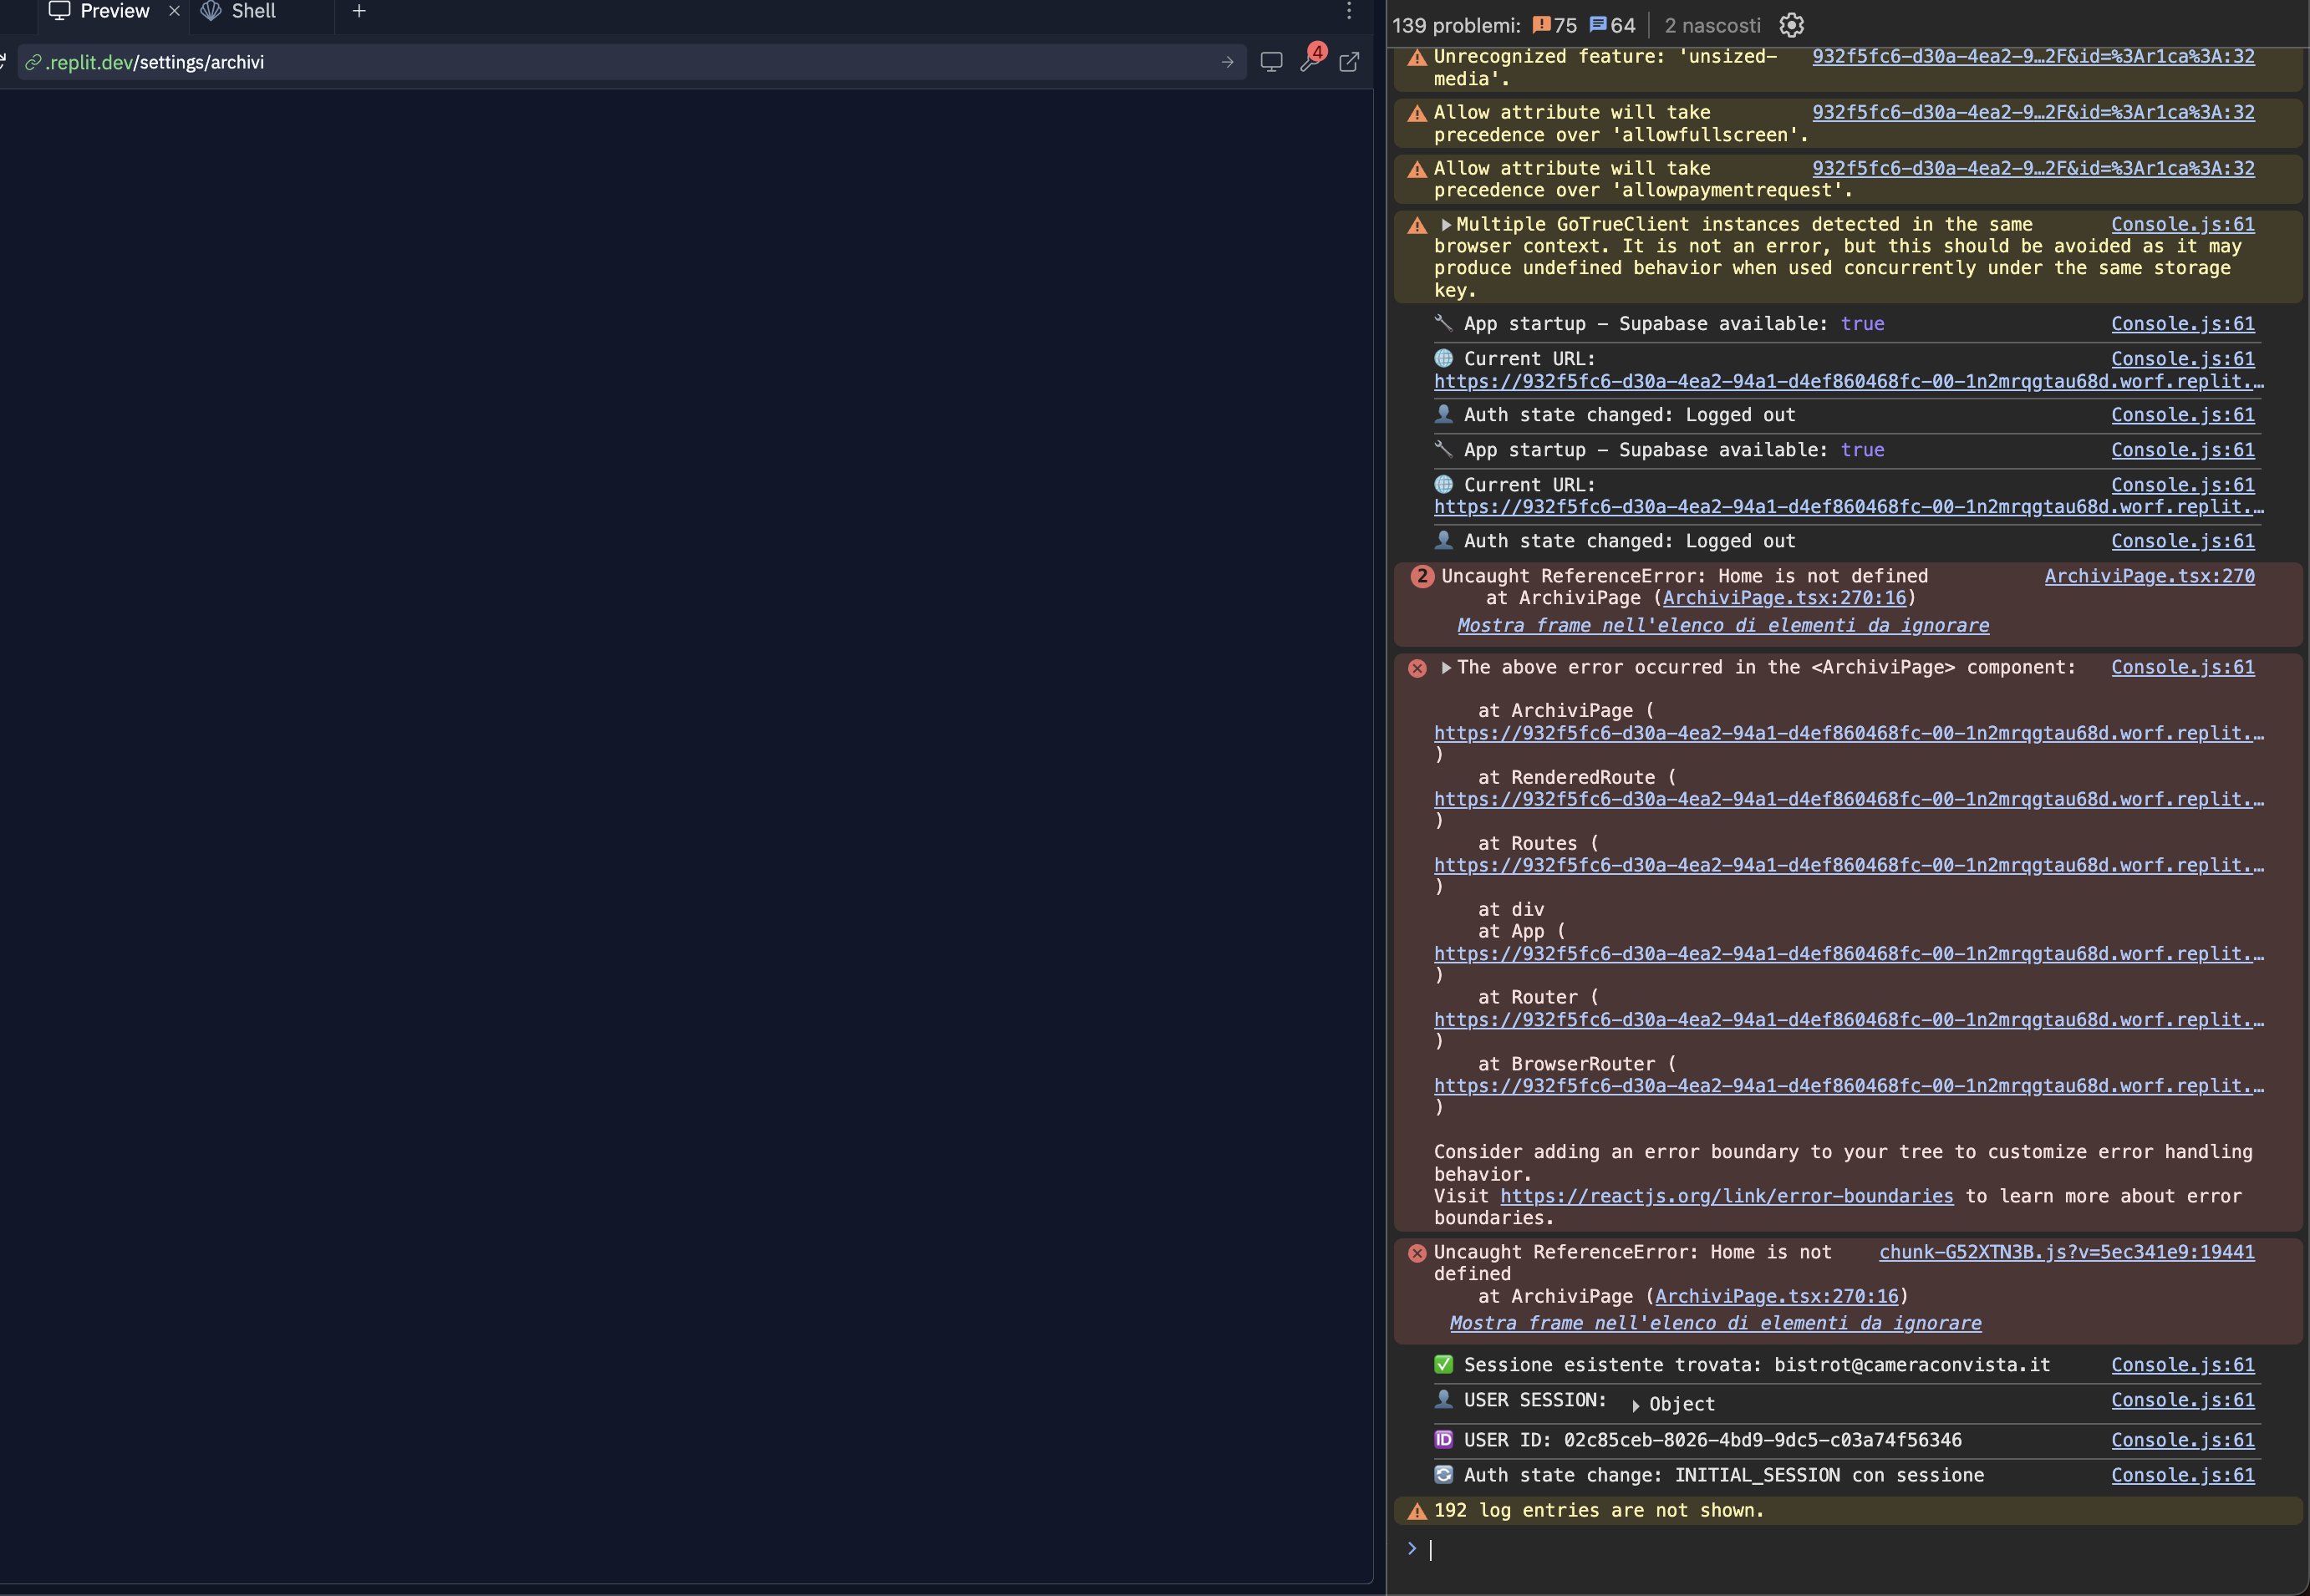 Preview
Shell
.replit.dev/settings/archivi
4
139 problemi: 75 64 2 nascosti
Unrecognized feature: 'unsized- 932f5fc6-d30a-4ea2-9…2F&id=%3Ar1ca%3A:32
media'.
Allow attribute will take 932f5fc6-d30a-4ea2-9…2F&id=%3Ar1ca%3A:32
precedence over 'allowfullscreen'.
Allow attribute will take 932f5fc6-d30a-4ea2-9…2F&id=%3Ar1ca%3A:32
precedence over 'allowpaymentrequest'.
Multiple GoTrueClient instances detected in the same Console.js:61
browser context. It is not an error, but this should be avoided as it may
produce undefined behavior when used concurrently under the same storage
key.
App startup – Supabase available: true Console.js:61
Current URL: Console.js:61
https://932f5fc6-d30a-4ea2-94a1-d4ef860468fc-00-1n2mrqgtau68d.worf.replit.…
Auth state changed: Logged out Console.js:61
App startup – Supabase available: true Console.js:61
Current URL: Console.js:61
https://932f5fc6-d30a-4ea2-94a1-d4ef860468fc-00-1n2mrqgtau68d.worf.replit.…
Auth state changed: Logged out Console.js:61
2 Uncaught ReferenceError: Home is not defined ArchiviPage.tsx:270
at ArchiviPage (ArchiviPage.tsx:270:16)
Mostra frame nell'elenco di elementi da ignorare
The above error occurred in the <ArchiviPage> component: Console.js:61
at ArchiviPage (
https://932f5fc6-d30a-4ea2-94a1-d4ef860468fc-00-1n2mrqgtau68d.worf.replit.…
)
at RenderedRoute (
https://932f5fc6-d30a-4ea2-94a1-d4ef860468fc-00-1n2mrqgtau68d.worf.replit.…
)
at Routes (
https://932f5fc6-d30a-4ea2-94a1-d4ef860468fc-00-1n2mrqgtau68d.worf.replit.…
)
at div
at App (
https://932f5fc6-d30a-4ea2-94a1-d4ef860468fc-00-1n2mrqgtau68d.worf.replit.…
)
at Router (
https://932f5fc6-d30a-4ea2-94a1-d4ef860468fc-00-1n2mrqgtau68d.worf.replit.…
)
at BrowserRouter (
https://932f5fc6-d30a-4ea2-94a1-d4ef860468fc-00-1n2mrqgtau68d.worf.replit.…
)
Consider adding an error boundary to your tree to customize error handling
behavior.
Visit https://reactjs.org/link/error-boundaries to learn more about error
boundaries.
Uncaught ReferenceError: Home is not chunk-G52XTN3B.js?v=5ec341e9:19441
defined
at ArchiviPage (ArchiviPage.tsx:270:16)
Mostra frame nell'elenco di elementi da ignorare
Sessione esistente trovata: bistrot@cameraconvista.it Console.js:61
USER SESSION: Object Console.js:61
ID USER ID: 02c85ceb-8026-4bd9-9dc5-c03a74f56346 Console.js:61
Auth state change: INITIAL_SESSION con sessione Console.js:61
192 log entries are not shown.